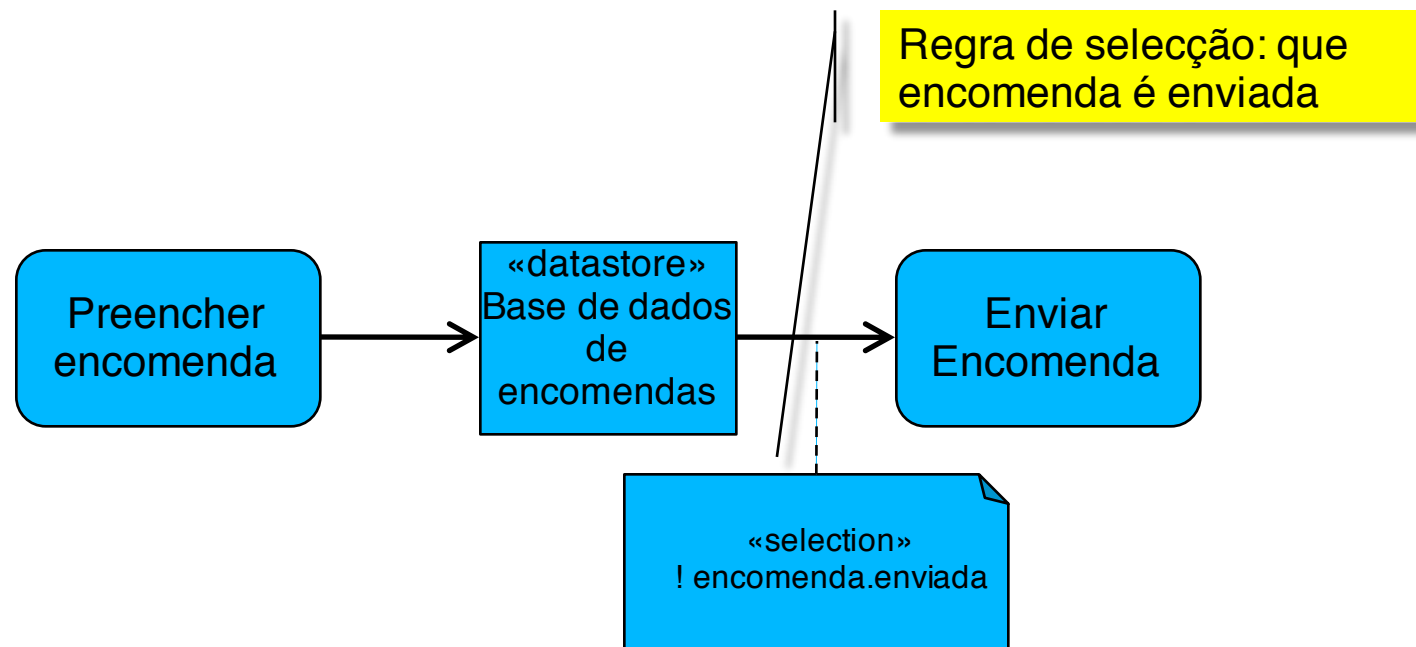 Regra de selecção: que
encomenda é enviada
Preencher
encomenda
«datastore»
Base de dados
de
encomendas
Enviar
Encomenda
«selection»
! encomenda.enviada